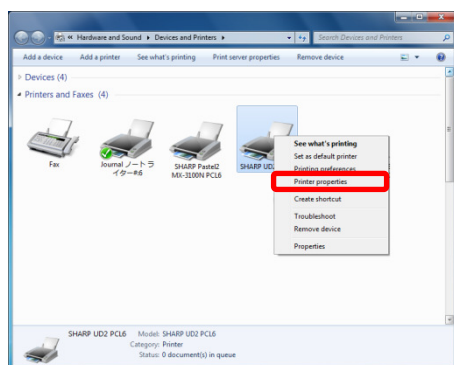 « Hardware and Sound ▸ Devices and Printers ▸ Search Devices and Printers
Add a device Add a printer See what's printing Print server properties Remove device
Devices (4)
Printers and Faxes (4)
Fax
Journal ノート ラ
イター#6
SHARP Pastel2
MX-3100N PCL6
SHARP UD2
See what's printing
Set as default printer
Printing preferences
Printer properties
Create shortcut
Troubleshoot
Remove device
Properties
SHARP UD2 PCL6 Model: SHARP UD2 PCL6
Category: Printer
Status: 0 document(s) in queue